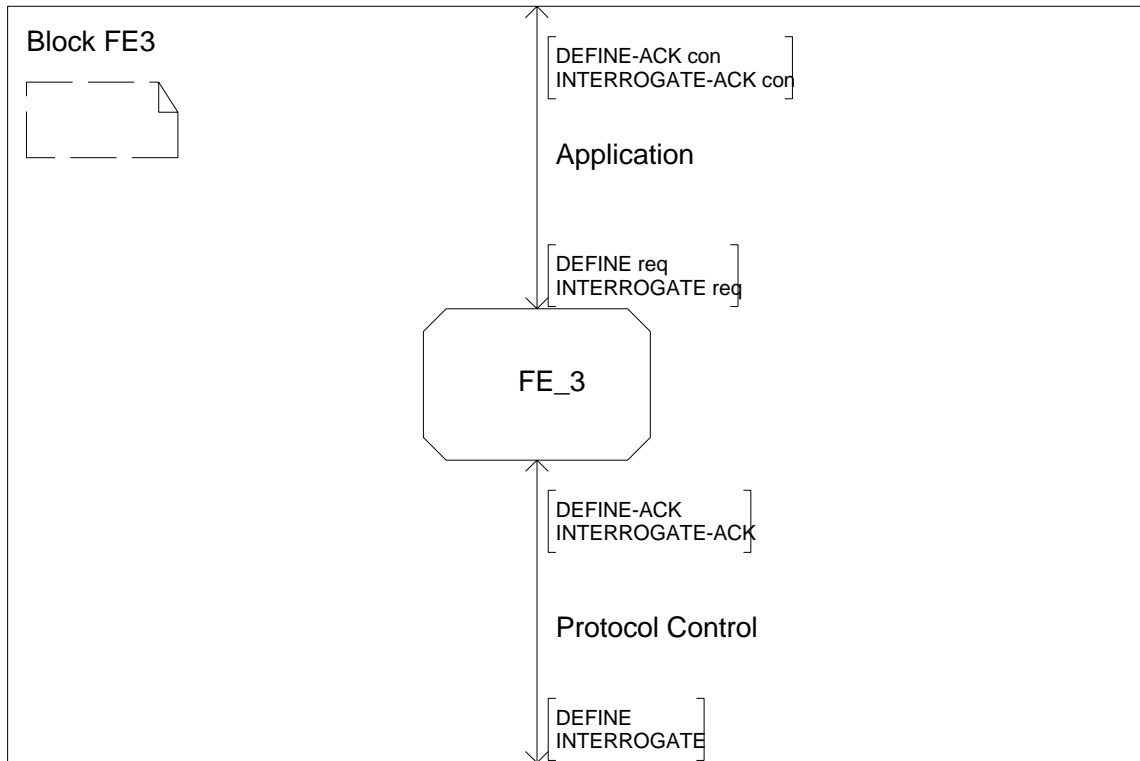 Block FE3
DEFINE-ACK con
INTERROGATE-ACK con
Application
DEFINE req
INTERROGATE req
FE_3
DEFINE-ACK
INTERROGATE-ACK
Protocol Control
DEFINE
INTERROGATE